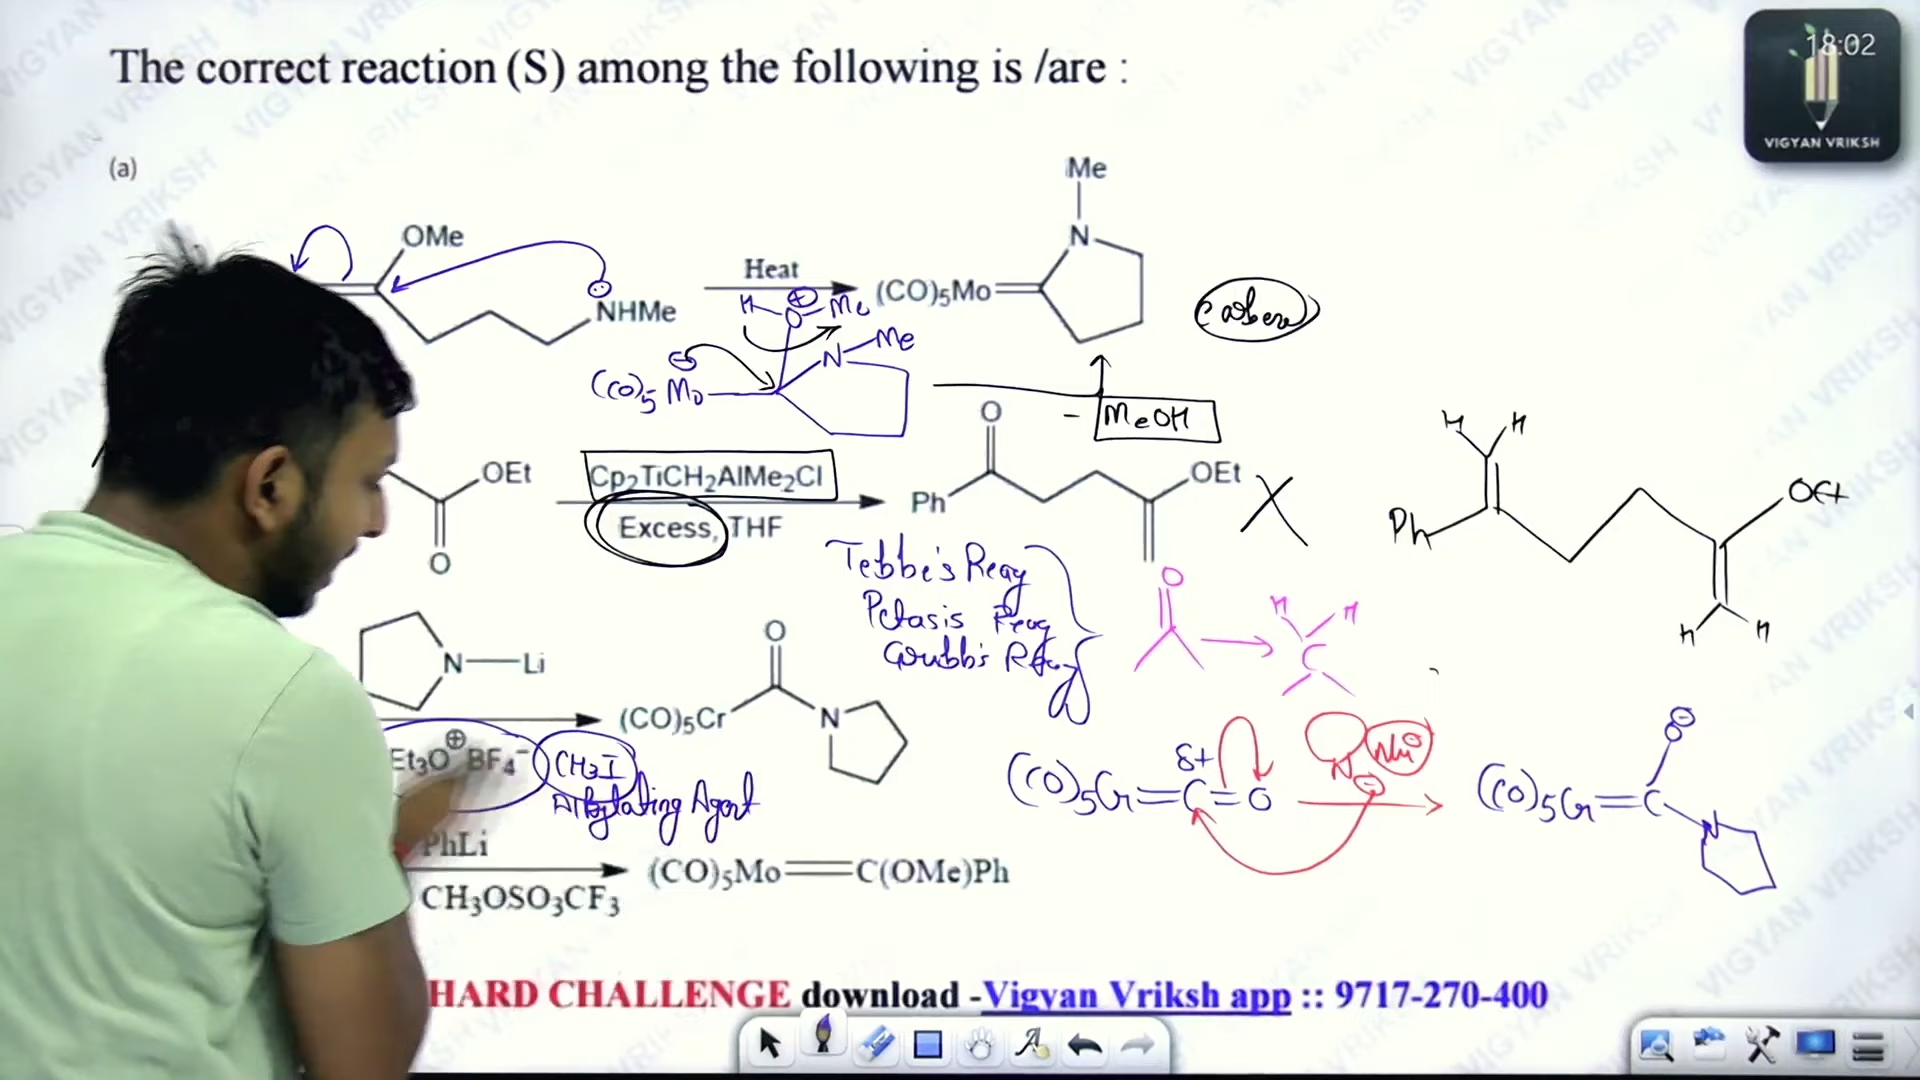 The correct reaction (S) among the following is /are :
18:02
VIGYAN VRIKSH
(a)
OMe
NHMe
Heat
H O⊕ Me
(CO)5Mo
Me
N
Carbene
(CO)5 Mo
⊖
N Me
- MeOH
OEt
O
Cp2TiCH2AlMe2Cl
Excess, THF
O
Ph
OEt
X
H H
Ph
OEt
H H
Tebbe's Reag
Petasis Reag
Grubb's Reag
O
H H
C
N Li
Et3O⊕BF4- CH3I
Alkylating Agent
(CO)5Cr
O
N
(CO)5Cr=C=O
δ+
N⊖
Nu⊖
(CO)5Cr=C
O⊖
N
PhLi
CH3OSO3CF3
(CO)5Mo=C(OMe)Ph
HARD CHALLENGE download -Vigyan Vriksh app :: 9717-270-400